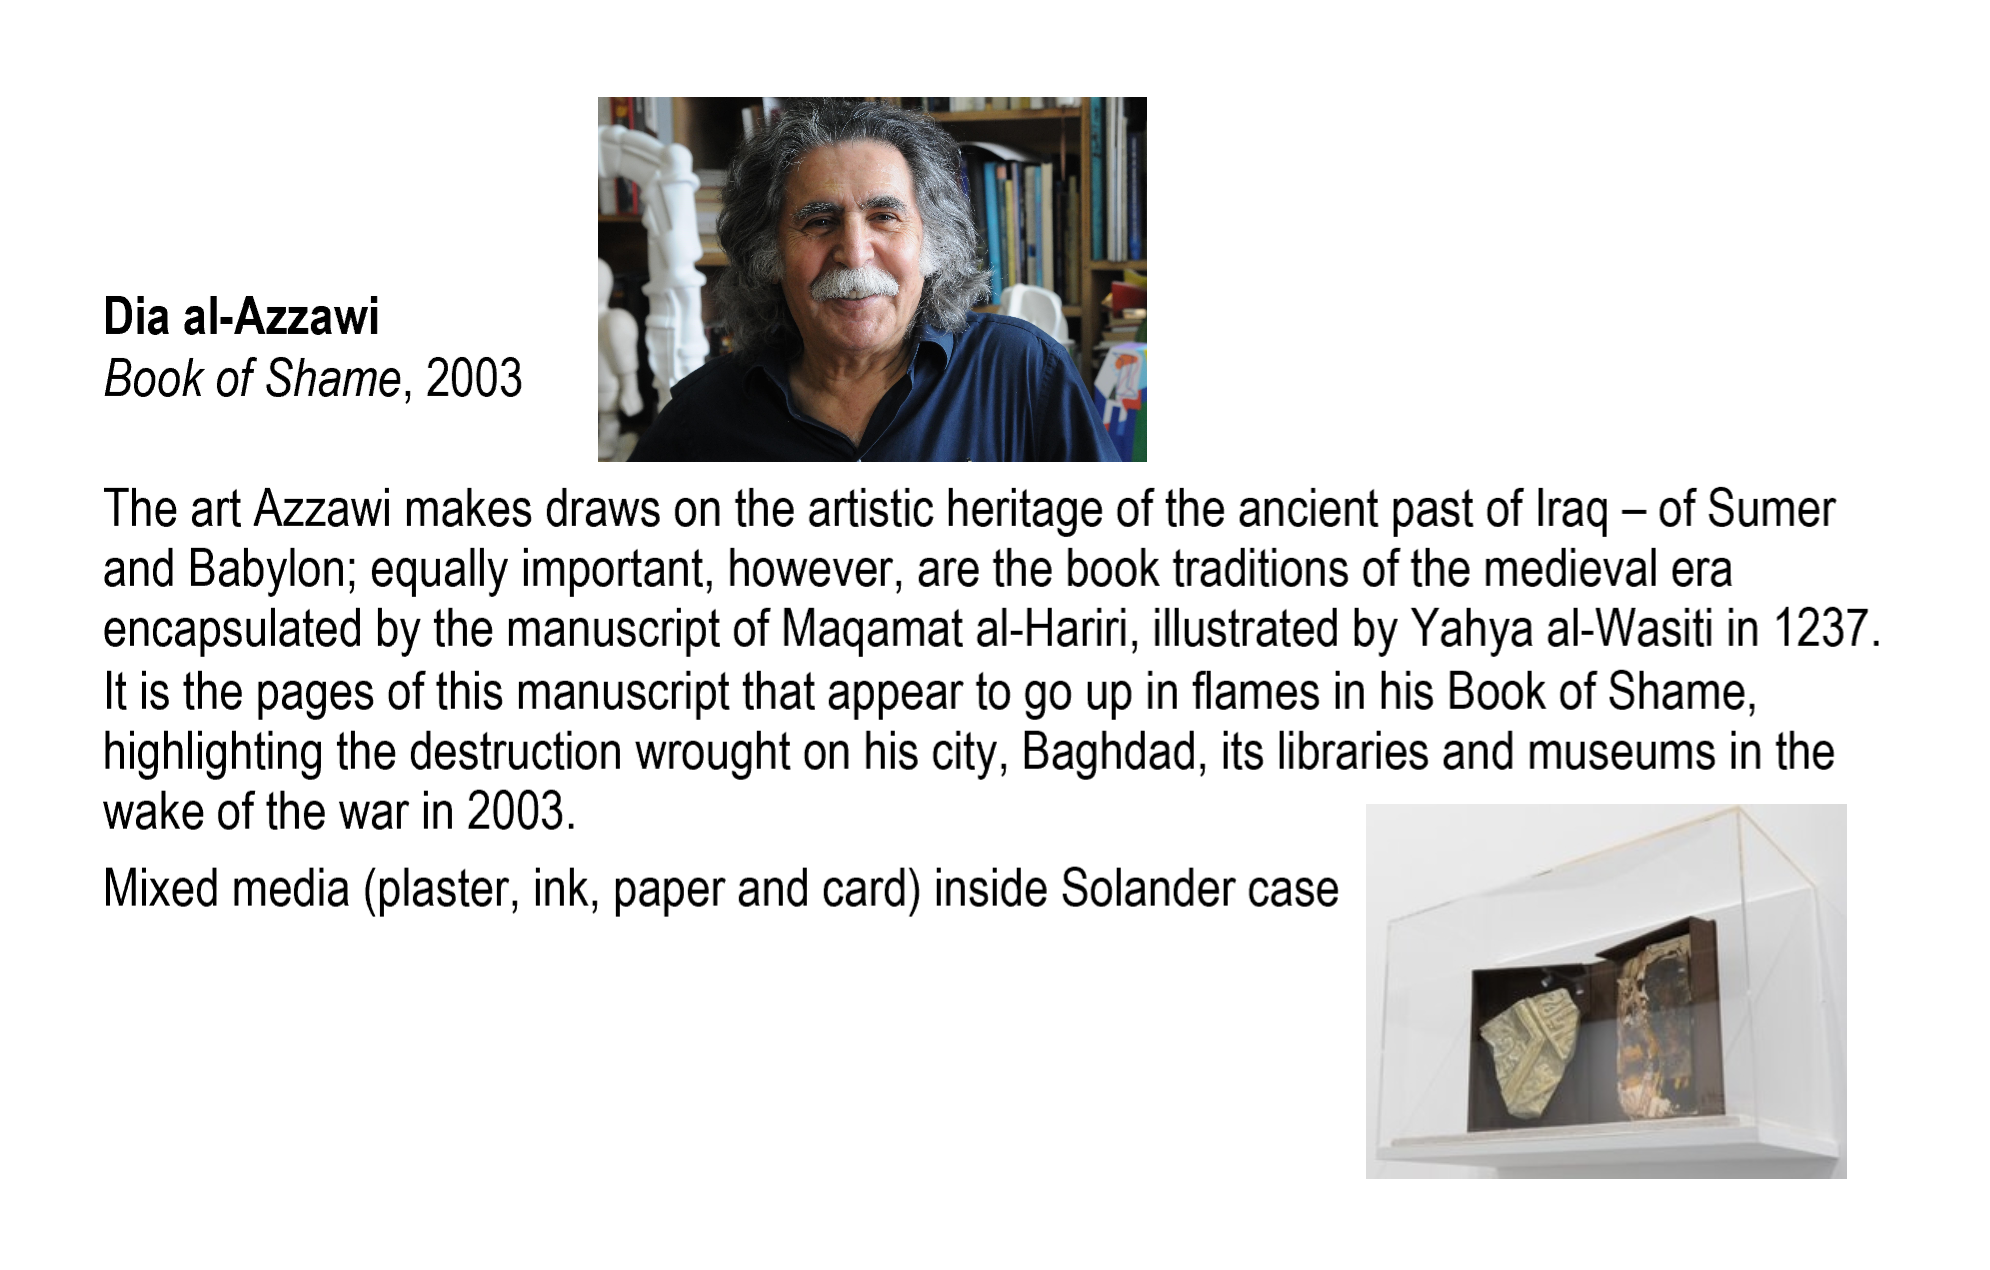 Dia al-Azzawi
Book of Shame, 2003
The art Azzawi makes draws on the artistic heritage of the ancient past of Iraq – of Sumer
and Babylon; equally important, however, are the book traditions of the medieval era
encapsulated by the manuscript of Maqamat al-Hariri, illustrated by Yahya al-Wasiti in 1237.
It is the pages of this manuscript that appear to go up in flames in his Book of Shame,
highlighting the destruction wrought on his city, Baghdad, its libraries and museums in the
wake of the war in 2003.
Mixed media (plaster, ink, paper and card) inside Solander case